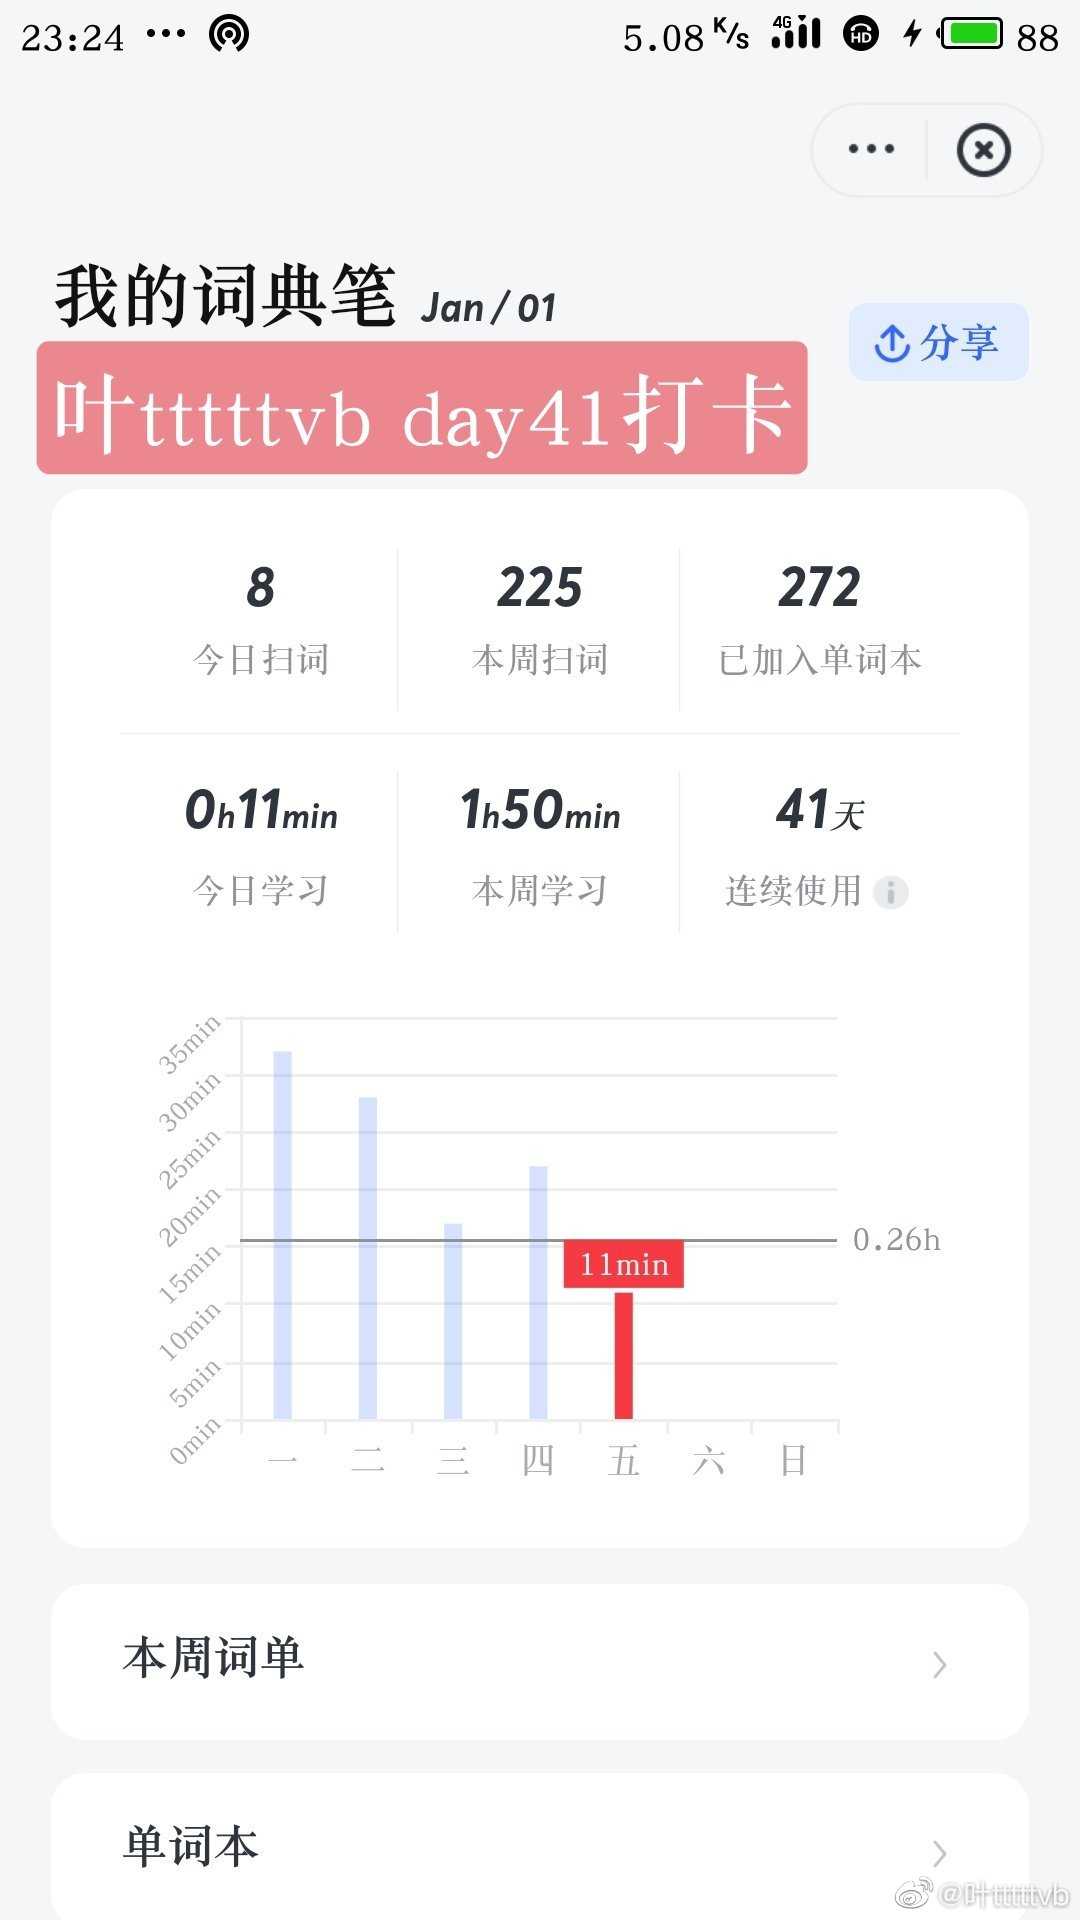 23:24 ... 5.08 K/s 4G HD 88
我的词典笔 Jan / 01
分享
叶tttttvb day41打卡
8 225 272
今日扫词 本周扫词 已加入单词本
0h11min 1h50min 41天
今日学习 本周学习 连续使用
35min
30min
25min
20min
15min
0.26h
11min
10min
5min
0min
一 二 三 四 五 六 日
本周词单
单词本
@叶tttttvb